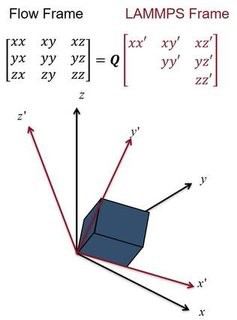 Flow Frame LAMMPS Frame
xx xy xz xx' xy' xz'
yx yy yz = Q yy' yz'
zx zy zz zz'
z
z'
y'
y
x'
x